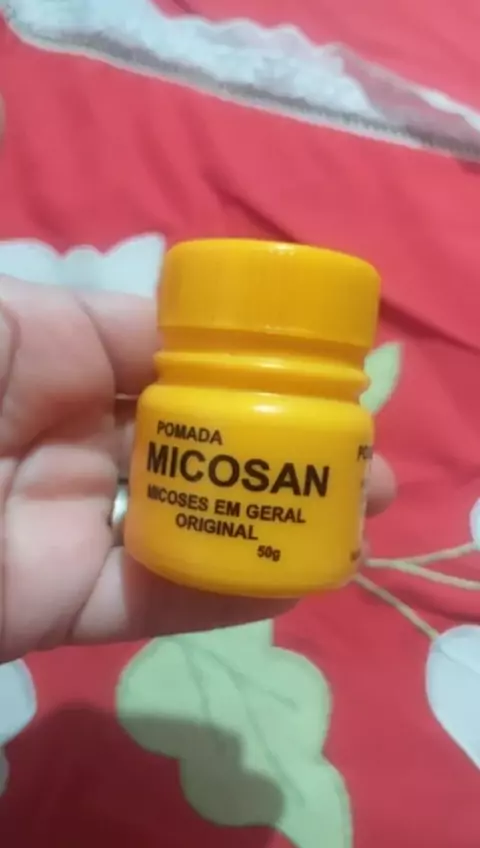 POMADA
MICOSAN
MICOSES EM GERAL
ORIGINAL
50g